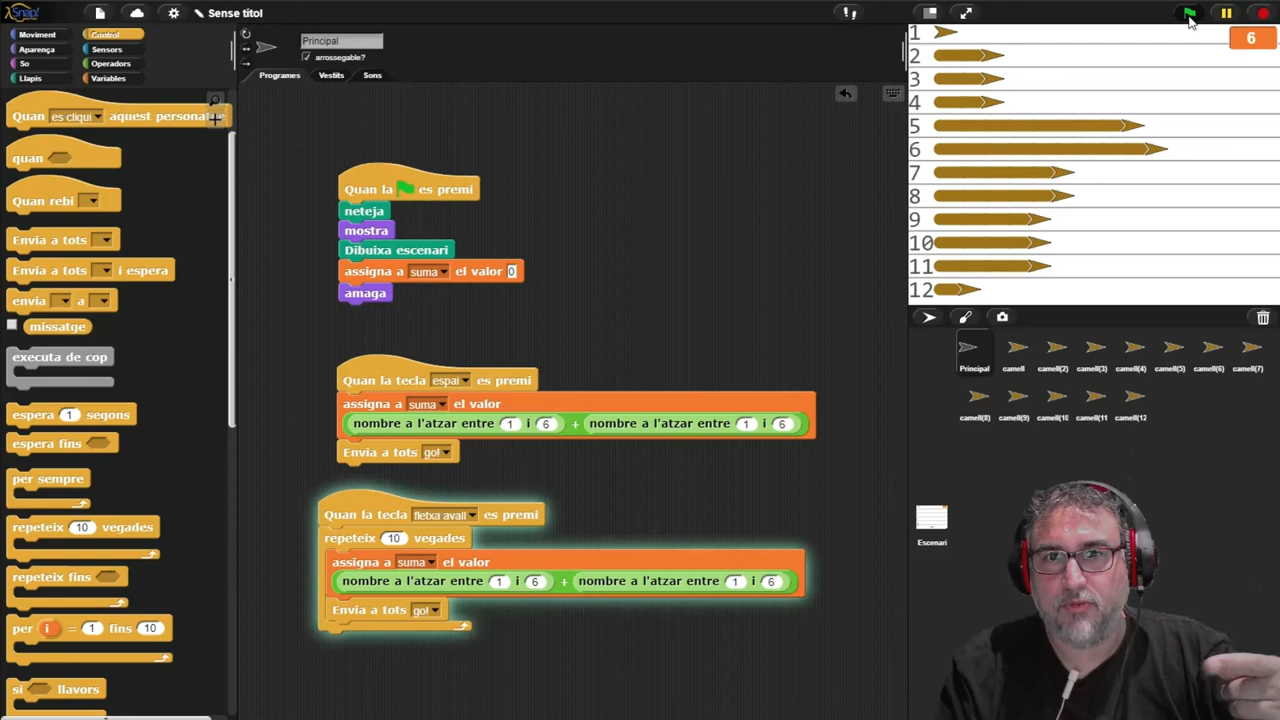 Snap!
Sense titol
Moviment
Control
Aparença
Sensors
So
Operadors
Llapis
Variables
Quan es cliqui aquest persona
quan
Quan rebi
Envia a tots
Envia a tots i espera
envia a
missatge
executa de cop
espera 1 segons
espera fins
per sempre
repeteix 10 vegades
repeteix fins
per i = 1 fins 10
si llavors
Principal
arrossegable?
Programes Vestits Sons
Quan la es premi
neteja
mostra
Dibuixa escenari
assigna a suma el valor 0
amaga
Quan la tecla espai es premi
assigna a suma el valor
nombre a l'atzar entre 1 i 6 + nombre a l'atzar entre 1 i 6
Envia a tots go!
Quan la tecla fletxa avall es premi
repeteix 10 vegades
assigna a suma el valor
nombre a l'atzar entre 1 i 6 + nombre a l'atzar entre 1 i 6
Envia a tots go!
6
1
2
3
4
5
6
7
8
9
10
11
12
Principal camell camell(2) camell(3) camell(4) camell(5) camell(6) camell(7)
camell(8) camell(9) camell(10 camell(11 camell(12
Escenari